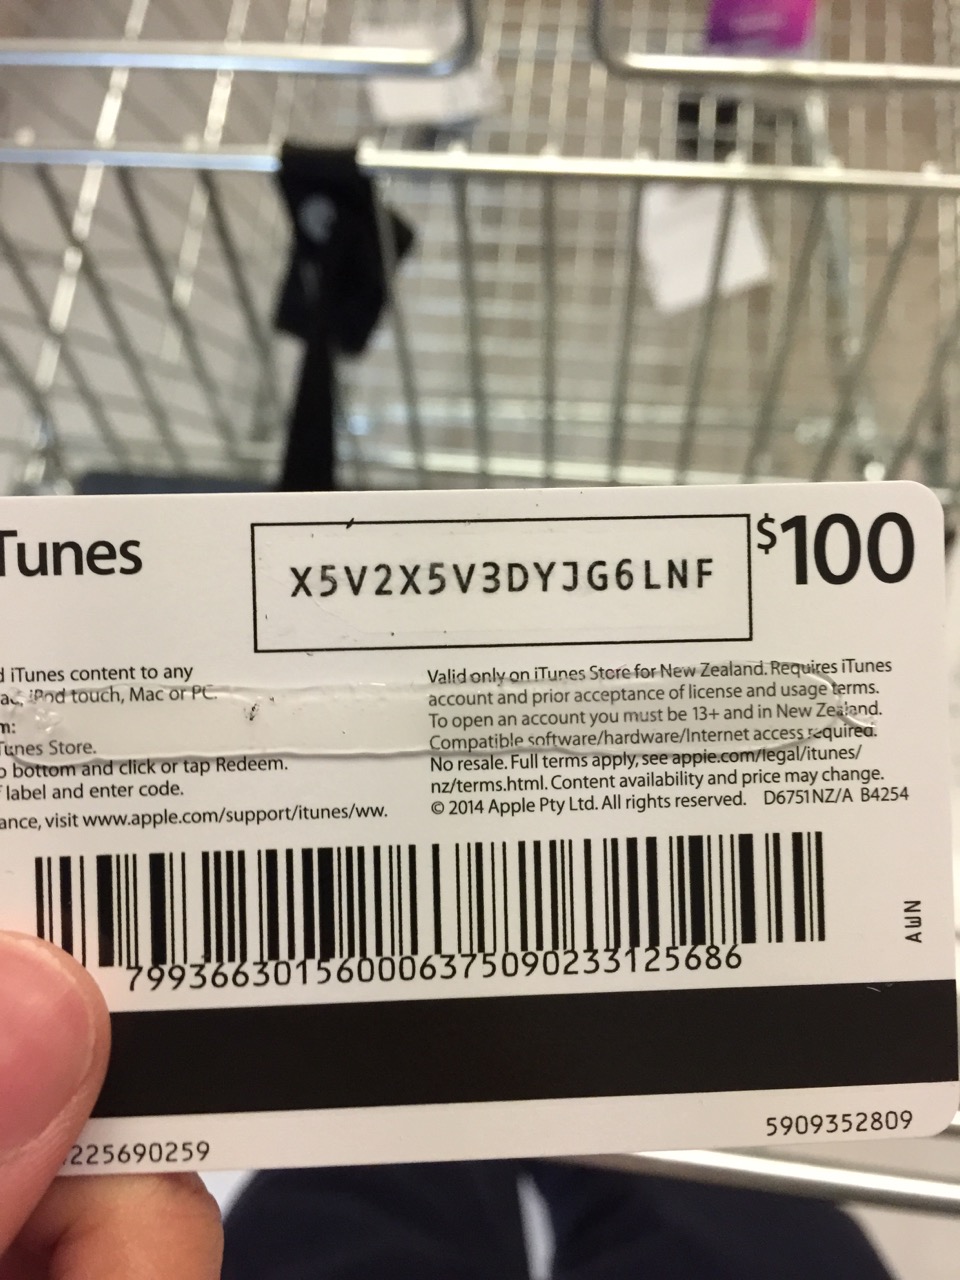 Tunes
$100
X5V2X5V3DYJG6LNF
iTunes content to any
iPod touch, Mac or PC.
Tunes Store.
bottom and click or tap Redeem.
label and enter code.
visit www.apple.com/support/itunes/ww.
Valid only on iTunes Store for New Zealand. Requires iTunes
account and prior acceptance of license and usage terms.
To open an account you must be 13+ and in New Zealand.
Compatible software/hardware/Internet access required.
No resale. Full terms apply, see apple.com/legal/itunes/
nz/terms.html. Content availability and price may change.
© 2014 Apple Pty Ltd. All rights reserved. D6751NZ/A B4254
AWN
799366301560006375090233125686
225690259
5909352809